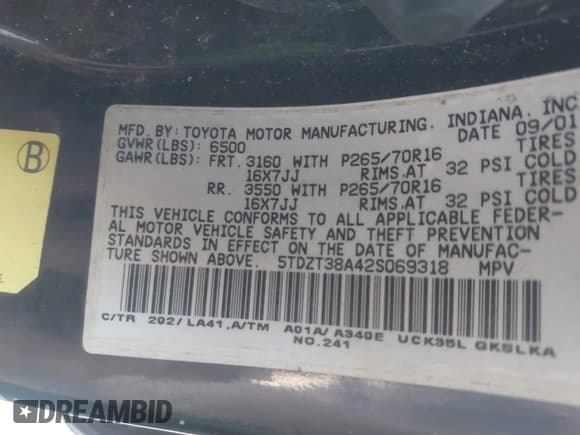 MFD. BY: TOYOTA MOTOR MANUFACTURING, INDIANA, INC
DATE 09/01
GVWR(LBS): 6500
GAWR(LBS): FRT. 3160 WITH P265/70R16 TIRES
16X7JJ RIMS.AT 32 PSI COLD
RR. 3550 WITH P265/70R16 TIRES
16X7JJ RIMS.AT 32 PSI COLD
THIS VEHICLE CONFORMS TO ALL APPLICABLE FEDER-
AL MOTOR VEHICLE SAFETY AND THEFT PREVENTION
STANDARDS IN EFFECT ON THE DATE OF MANUFAC-
TURE SHOWN ABOVE. 5TDZT38A42S069318 MPV
C/TR 202/LA41,A/TM A01A/A340E UCK35L GKSLKA
NO.241
B
DREAMBID